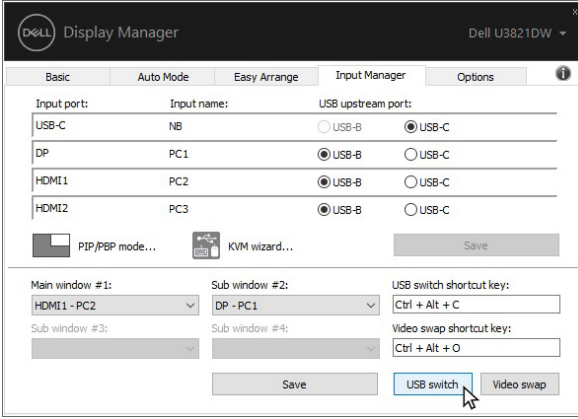 DELL Display Manager Dell U3821DW
Basic Auto Mode Easy Arrange Input Manager Options
Input port: Input name: USB upstream port:
USB-C NB USB-B USB-C
DP PC1 USB-B USB-C
HDMI1 PC2 USB-B USB-C
HDMI2 PC3 USB-B USB-C
PIP/PBP mode... KVM wizard... Save
Main window #1: Sub window #2: USB switch shortcut key:
HDMI1 - PC2 DP - PC1 Ctrl + Alt + C
Sub window #3: Sub window #4: Video swap shortcut key:
Ctrl + Alt + O
Save USB switch Video swap